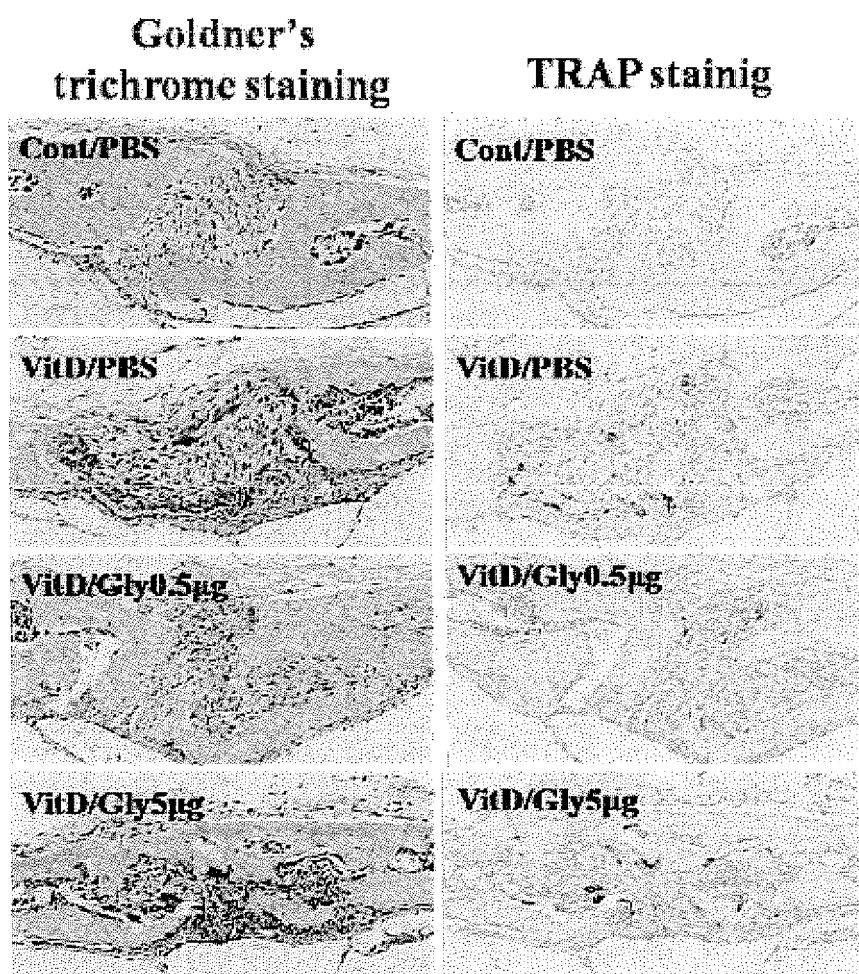 Goldner's
trichrome staining
TRAP stainig
Cont/PBS
Cont/PBS
VitD/PBS
VitD/PBS
VitD/Gly0.5μg
VitD/Gly0.5μg
VitD/Gly5μg
VitD/Gly5μg